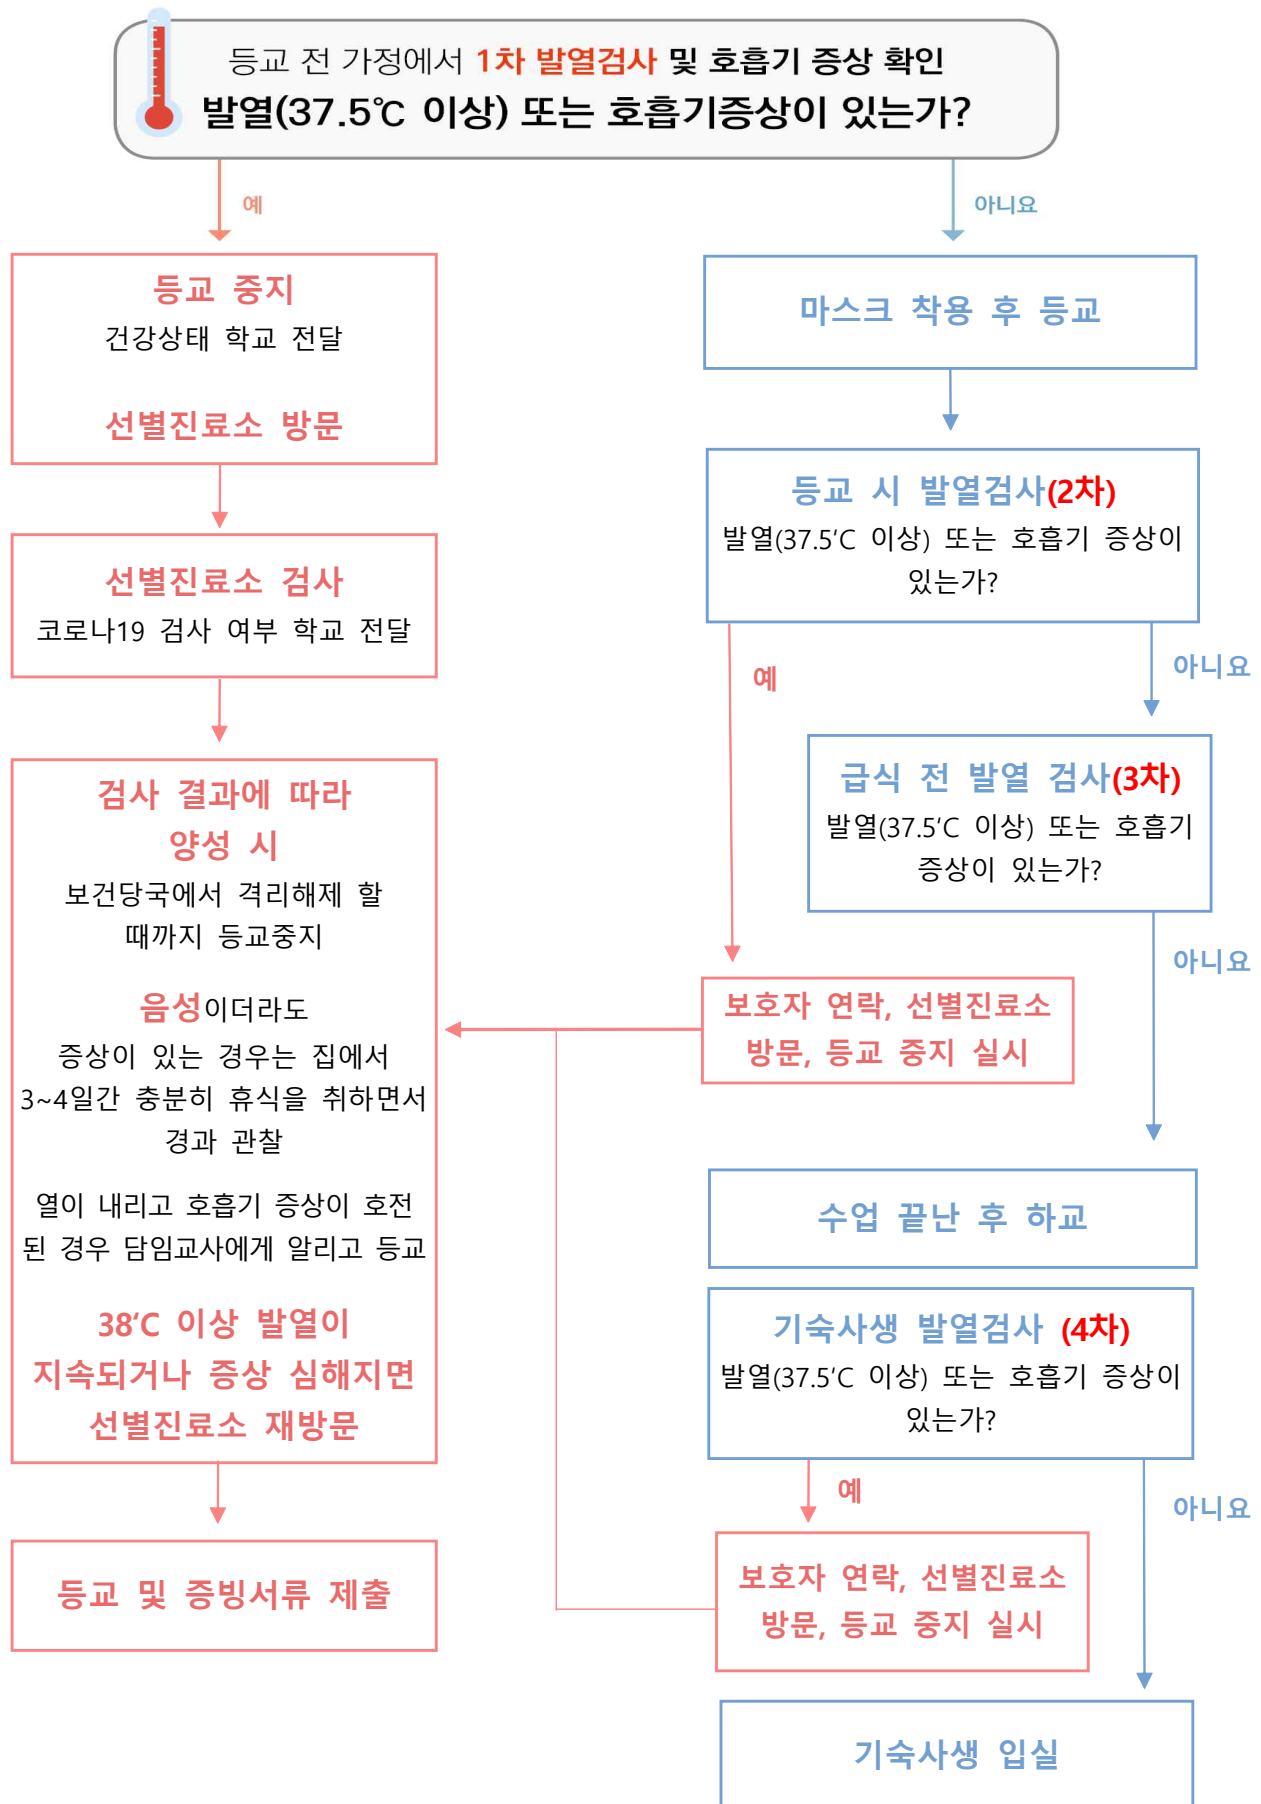 등교 전 가정에서 1차 발열검사 및 호흡기 증상 확인
발열(37.5℃ 이상) 또는 호흡기증상이 있는가?
예
아니요
등교 중지
건강상태 학교 전달
선별진료소 방문
선별진료소 검사
코로나19 검사 여부 학교 전달
검사 결과에 따라
양성 시
보건당국에서 격리해제 할
때까지 등교중지
음성이더라도
증상이 있는 경우는 집에서
3~4일간 충분히 휴식을 취하면서
경과 관찰
열이 내리고 호흡기 증상이 호전
된 경우 담임교사에게 알리고 등교
38‘C 이상 발열이
지속되거나 증상 심해지면
선별진료소 재방문
등교 및 증빙서류 제출
마스크 착용 후 등교
등교 시 발열검사(2차)
발열(37.5‘C 이상) 또는 호흡기 증상이
있는가?
예
아니요
급식 전 발열 검사(3차)
발열(37.5‘C 이상) 또는 호흡기
증상이 있는가?
아니요
보호자 연락, 선별진료소
방문, 등교 중지 실시
수업 끝난 후 하교
기숙사생 발열검사 (4차)
발열(37.5‘C 이상) 또는 호흡기 증상이
있는가?
예
아니요
보호자 연락, 선별진료소
방문, 등교 중지 실시
기숙사생 입실